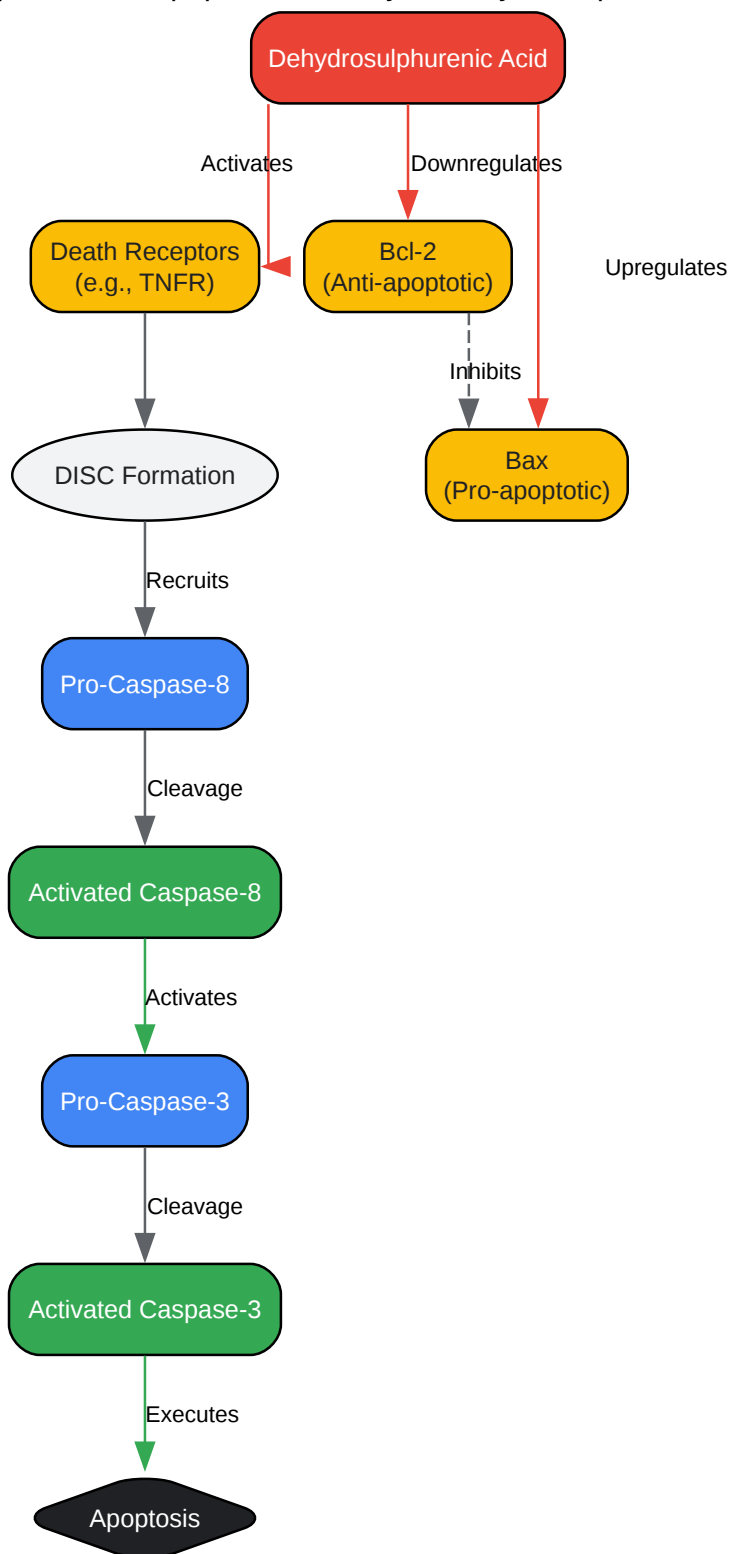 Dehydrosulphurenic Acid
Activates
Downregulates
Death Receptors
(e.g., TNFR)
Bcl-2
(Anti-apoptotic)
Upregulates
Inhibits
Bax
(Pro-apoptotic)
DISC Formation
Recruits
Pro-Caspase-8
Cleavage
Activated Caspase-8
Activates
Pro-Caspase-3
Cleavage
Activated Caspase-3
Executes
Apoptosis